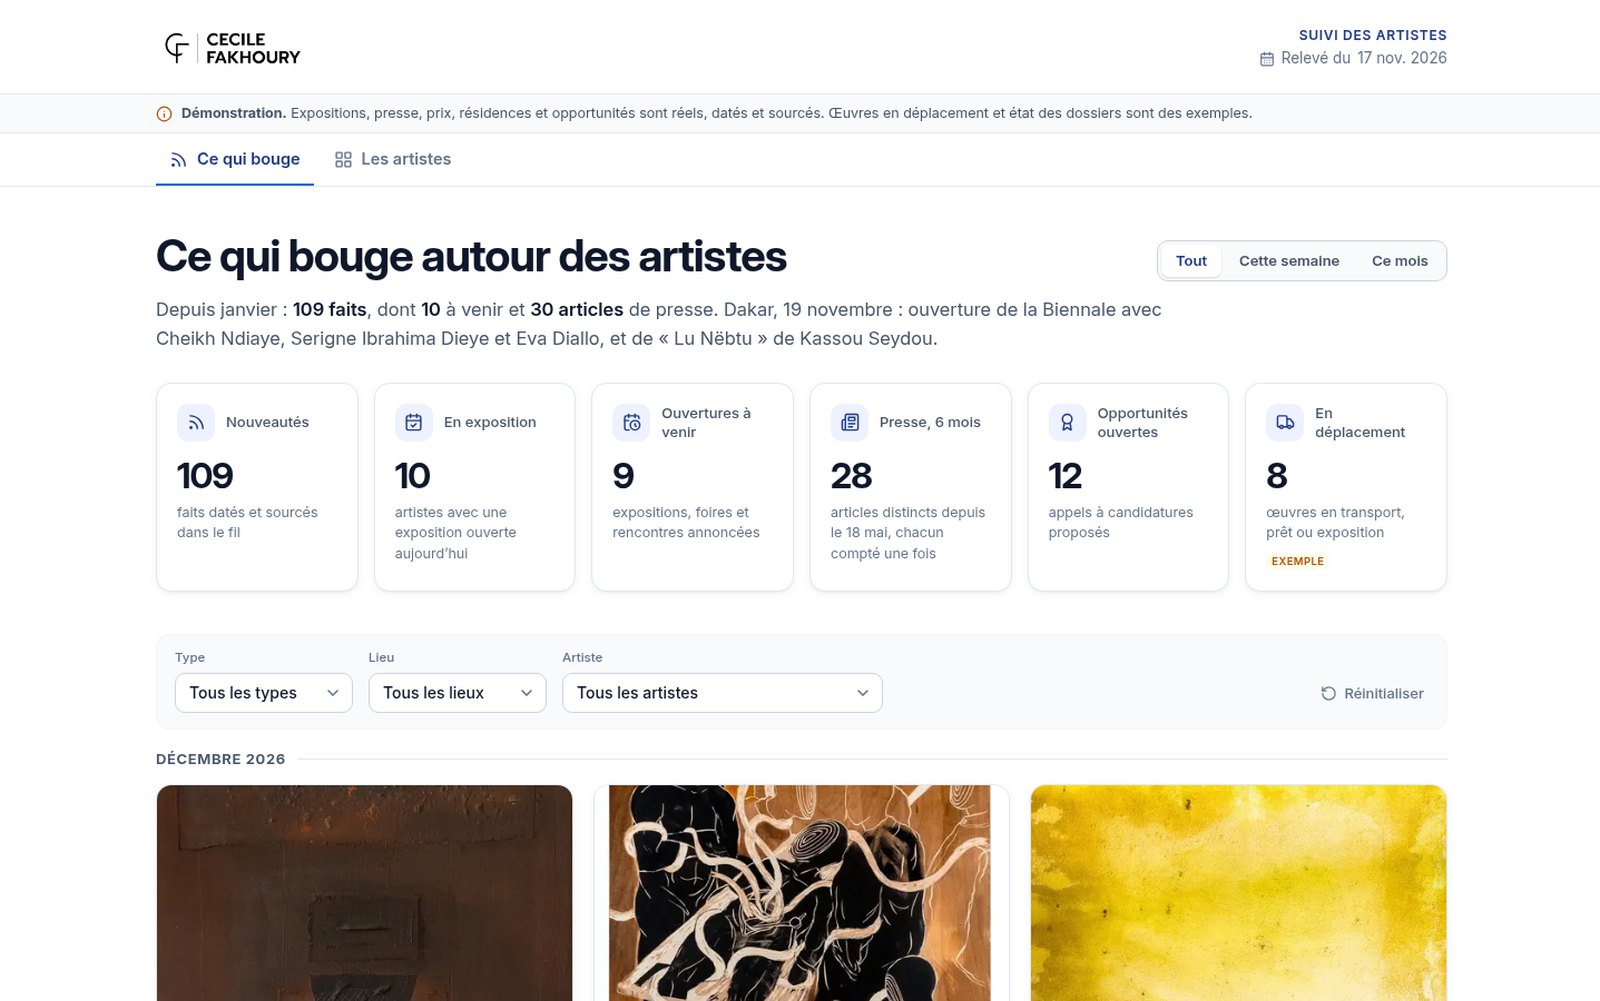 CECILE
FAKHOURY
SUIVI DES ARTISTES
Relevé du 17 nov. 2026
Démonstration. Expositions, presse, prix, résidences et opportunités sont réels, datés et sourcés. Œuvres en déplacement et état des dossiers sont des exemples.
Ce qui bouge
Les artistes
Ce qui bouge autour des artistes
Tout
Cette semaine
Ce mois
Depuis janvier : 109 faits, dont 10 à venir et 30 articles de presse. Dakar, 19 novembre : ouverture de la Biennale avec
Cheikh Ndiaye, Serigne Ibrahima Dieye et Eva Diallo, et de « Lu Nëbtu » de Kassou Seydou.
Nouveautés
109
faits datés et sourcés
dans le fil
En exposition
10
artistes avec une
exposition ouverte
aujourd’hui
Ouvertures à
venir
9
expositions, foires et
rencontres annoncées
Presse, 6 mois
28
articles distincts depuis
le 18 mai, chacun
compté une fois
Opportunités
ouvertes
12
appels à candidatures
proposés
En
déplacement
8
œuvres en transport,
prêt ou exposition
EXEMPLE
Type
Tous les types
Lieu
Tous les lieux
Artiste
Tous les artistes
Réinitialiser
DÉCEMBRE 2026